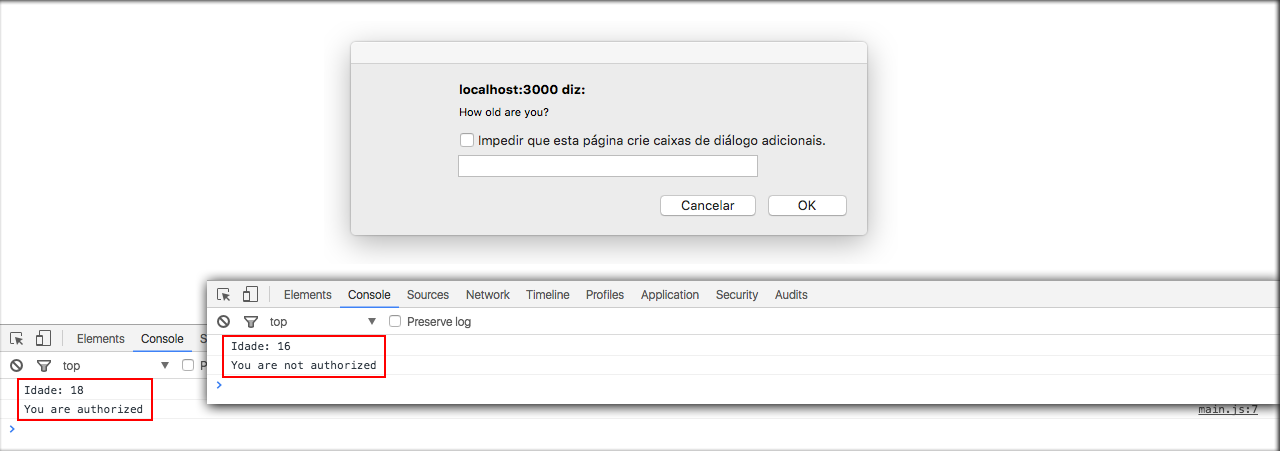 localhost:3000 diz:
How old are you?
Impedir que esta página crie caixas de diálogo adicionais.
Cancelar OK
Elements Console Sources Network Timeline Profiles Application Security Audits
top Preserve log
Idade: 16
You are not authorized
>
Elements Console S
top P
Idade: 18
You are authorized main.js:7
>